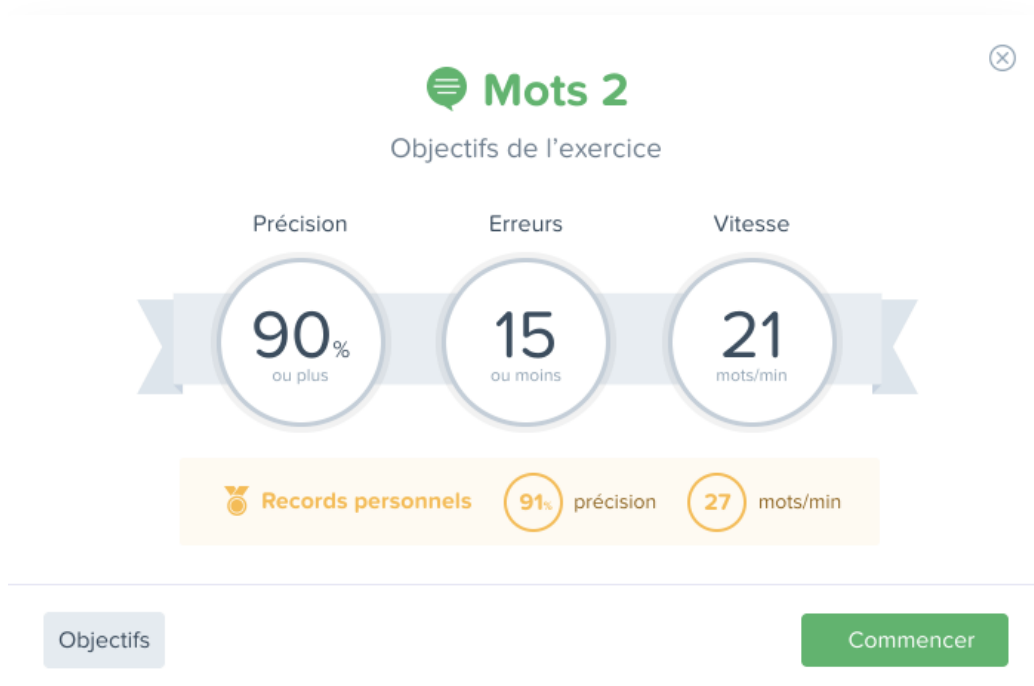 Mots 2
Objectifs de l’exercice
Précision Erreurs Vitesse
90% 15 21
ou plus ou moins mots/min
Records personnels 91% précision 27 mots/min
Objectifs Commencer